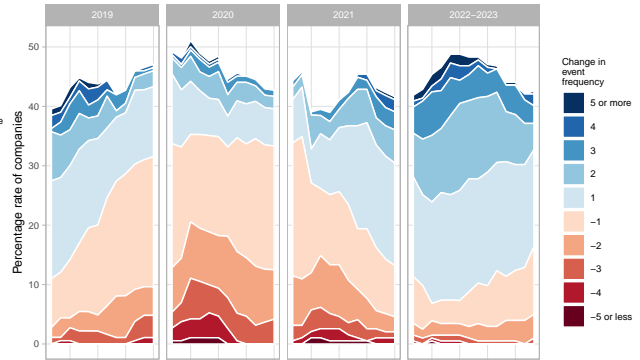 2019 2020 2021 2022–2023
Percentage rate of companies
50
40
30
20
10
0
Change in
event
frequency
5 or more
4
3
2
1
−1
−2
−3
−4
−5 or less